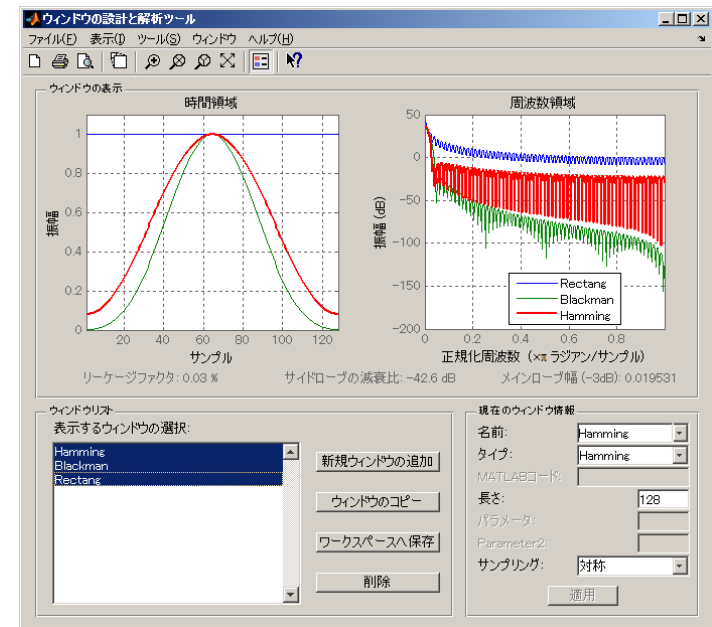 ウィンドウの設計と解析ツール
ファイル(F) 表示(I) ツール(S) ウィンドウ ヘルプ(H)
ウィンドウの表示
時間領域
1
0.8
0.6
0.4
0.2
0
振幅
20 40 60 80 100 120
サンプル
周波数領域
50
0
−50
−100
−150
−200
振幅 (dB)
Rectang
Blackman
Hamming
0 0.2 0.4 0.6 0.8
正規化周波数 (×π ラジアン/サンプル)
リーケージファクタ: 0.03 % サイドローブの減衰比: −42.6 dB メインローブ幅 (−3dB): 0.019531
ウィンドウリスト
表示するウィンドウの選択:
Hamming
Blackman
Rectang
新規ウィンドウの追加
ウィンドウのコピー
ワークスペースへ保存
削除
現在のウィンドウ情報
名前: Hamming
タイプ: Hamming
MATLABコード:
長さ: 128
パラメータ:
Parameter2:
サンプリング: 対称
適用